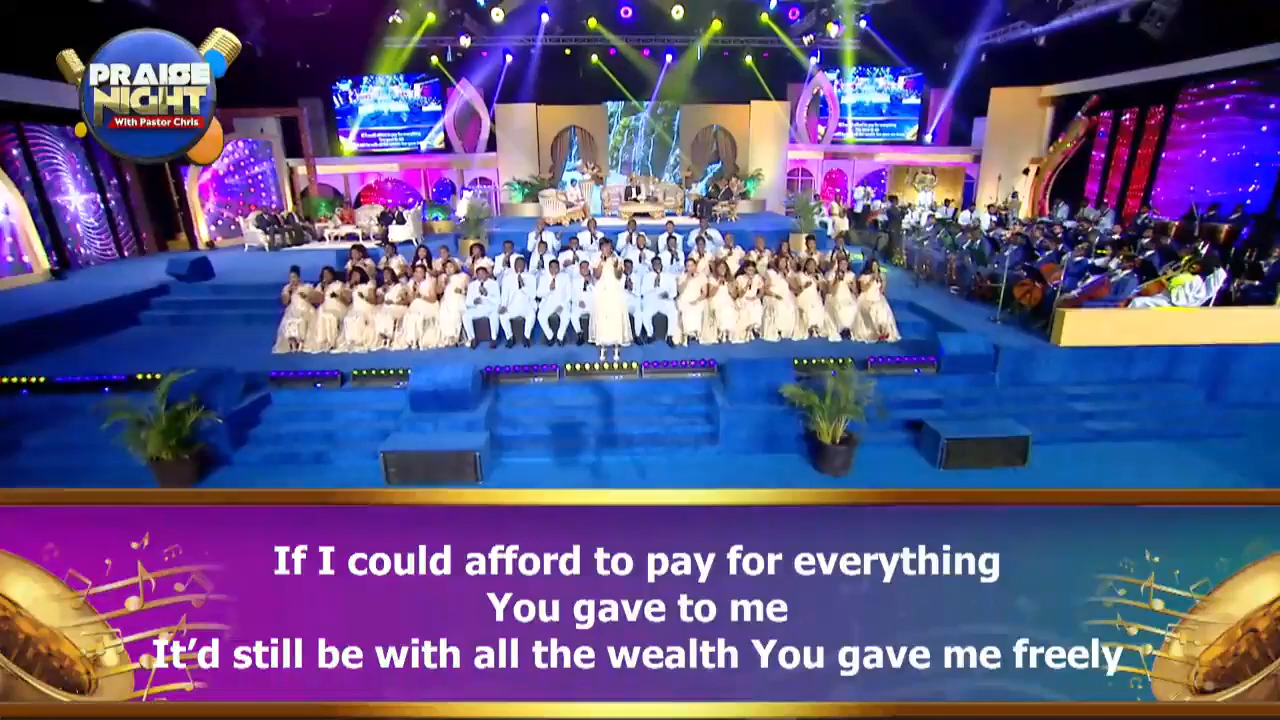 PRAISE
NIGHT
With Pastor Chris
If I could afford to pay for everything
You gave to me
It'd still be with all the wealth You gave me freely